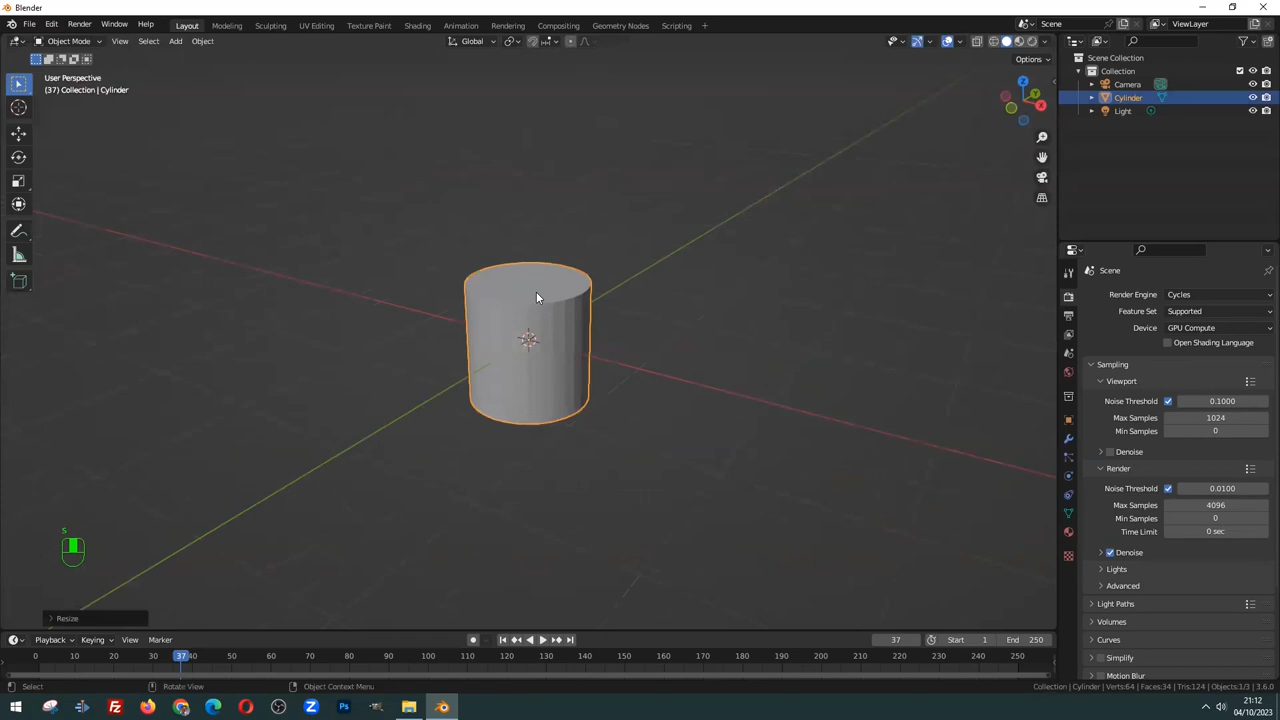 Blender
File Edit Render Window Help Layout Modeling Sculpting UV Editing Texture Paint Shading Animation Rendering Compositing Geometry Nodes Scripting Scene ViewLayer
Object Mode View Select Add Object Global
Options
User Perspective
(37) Collection | Cylinder
Z
Y
X
Scene Collection
Collection
Camera
Cylinder
Light
Scene
Render Engine Cycles
Feature Set Supported
Device GPU Compute
Open Shading Language
Sampling
Viewport
Noise Threshold 0.1000
Max Samples 1024
Min Samples 0
Denoise
Render
Noise Threshold 0.0100
Max Samples 4096
Min Samples 0
Time Limit 0 sec
Denoise
Lights
Advanced
Light Paths
Volumes
Curves
Simplify
Motion Blur
S
Resize
Playback Keying View Marker 37 Start 1 End 250
0 10 20 30 37 40 50 60 70 80 90 100 110 120 130 140 150 160 170 180 190 200 210 220 230 240 250
Select Rotate View Object Context Menu Collection | Cylinder | Verts:64 | Faces:34 | Tris:124 | Objects:1/3 | 3.6.0
21:12
04/10/2023